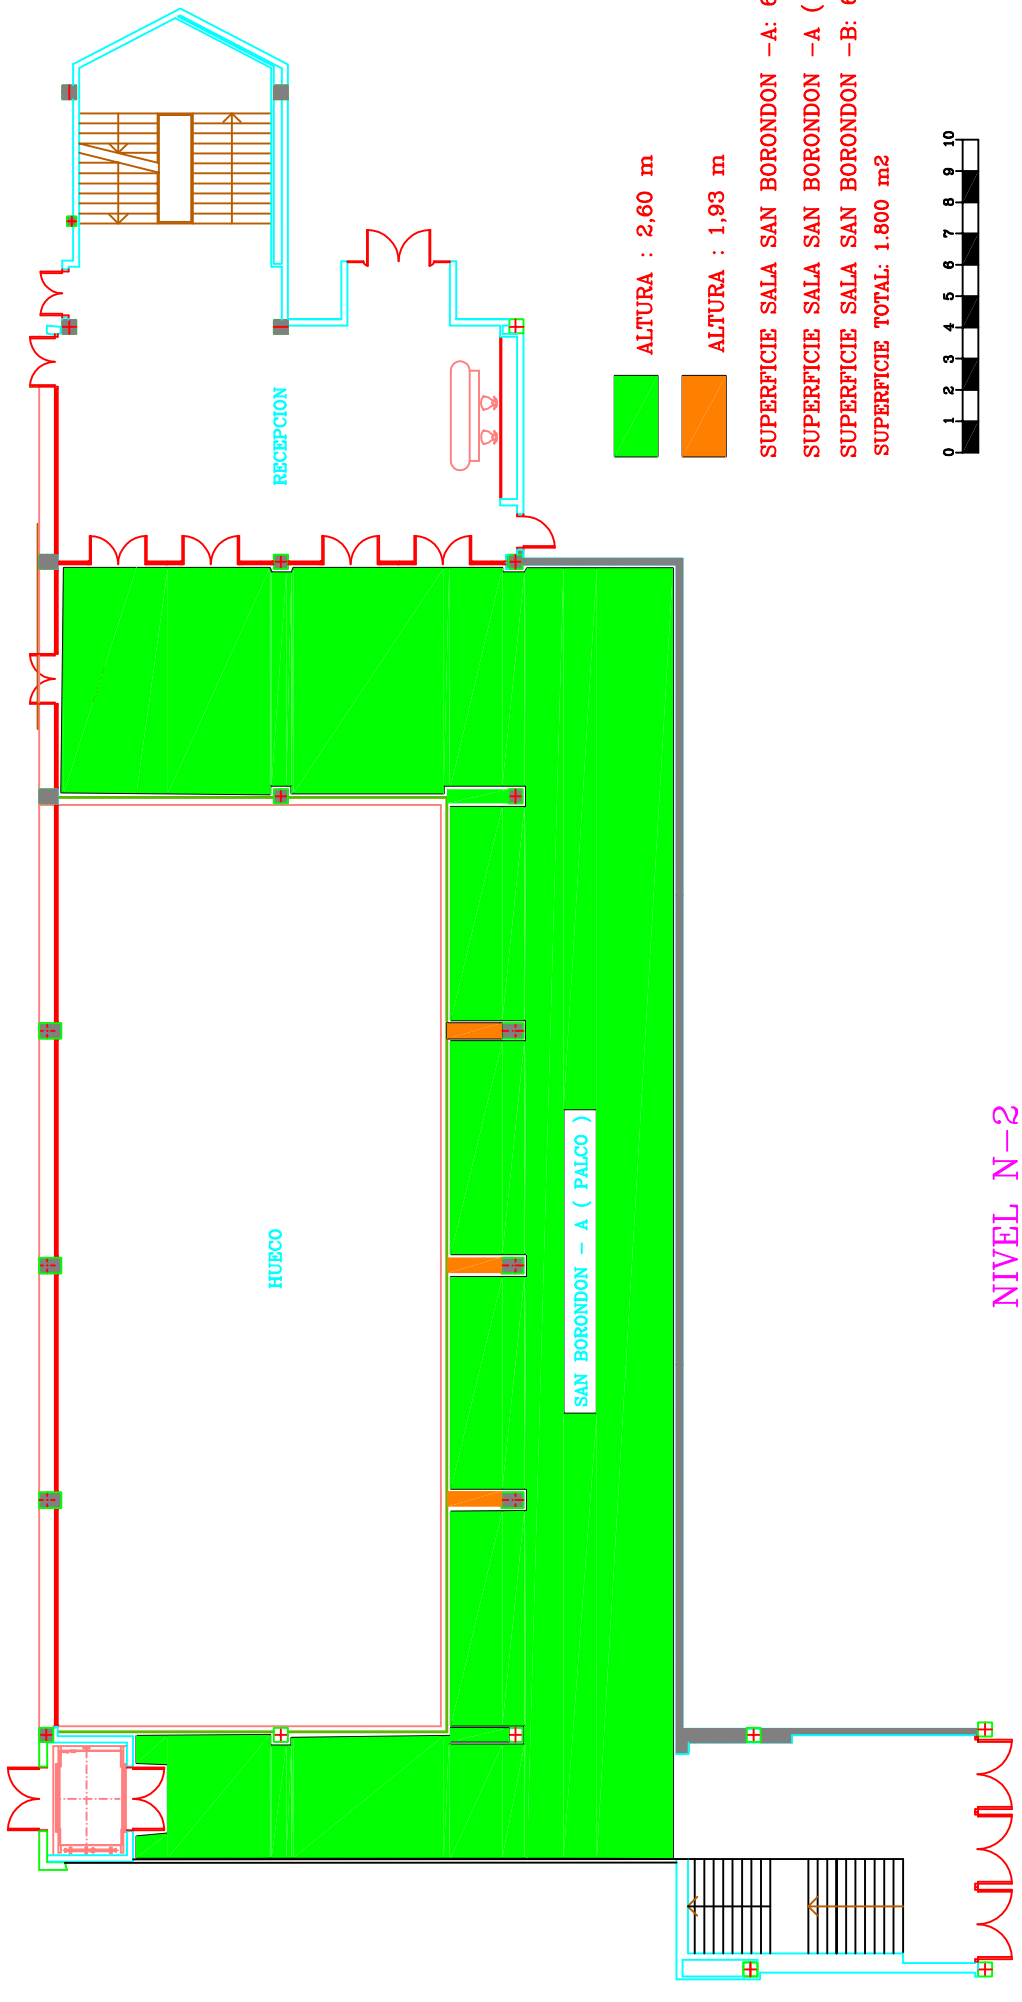 RECEPCION
HUECO
SAN BORONDON - A ( PALCO )
ALTURA : 2,60 m
ALTURA : 1,93 m
SUPERFICIE SALA SAN BORONDON -A:
SUPERFICIE SALA SAN BORONDON -A (
SUPERFICIE SALA SAN BORONDON -B:
SUPERFICIE TOTAL: 1.800 m2
0 1 2 3 4 5 6 7 8 9 10
NIVEL N-2